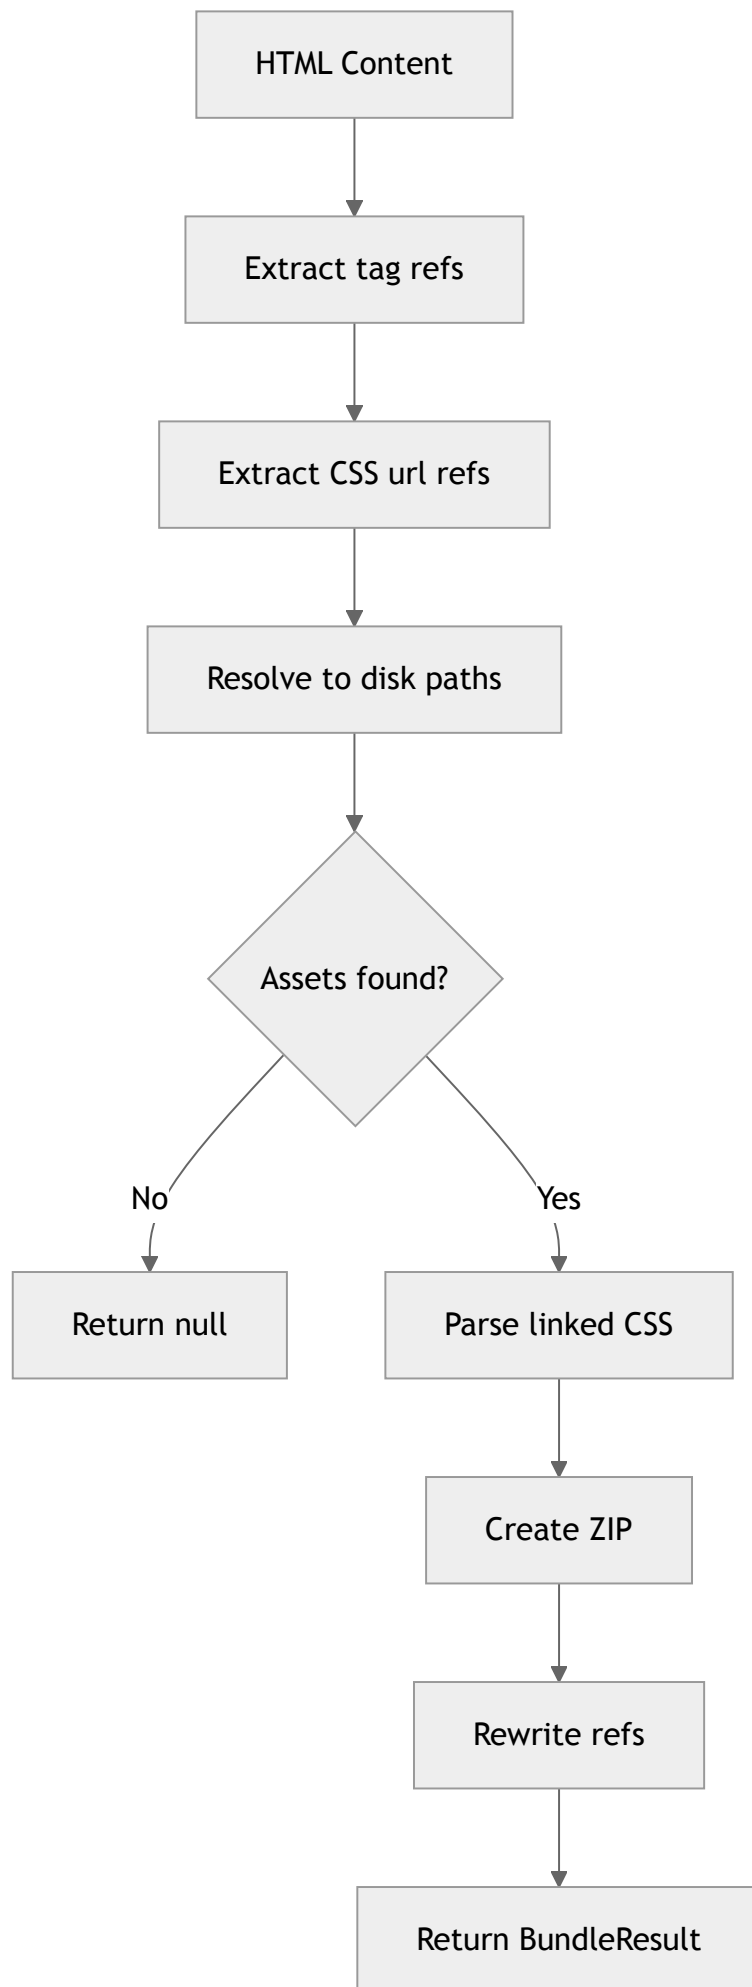 HTML Content
Extract tag refs
Extract CSS url refs
Resolve to disk paths
Assets found?
No
Yes
Return null
Parse linked CSS
Create ZIP
Rewrite refs
Return BundleResult